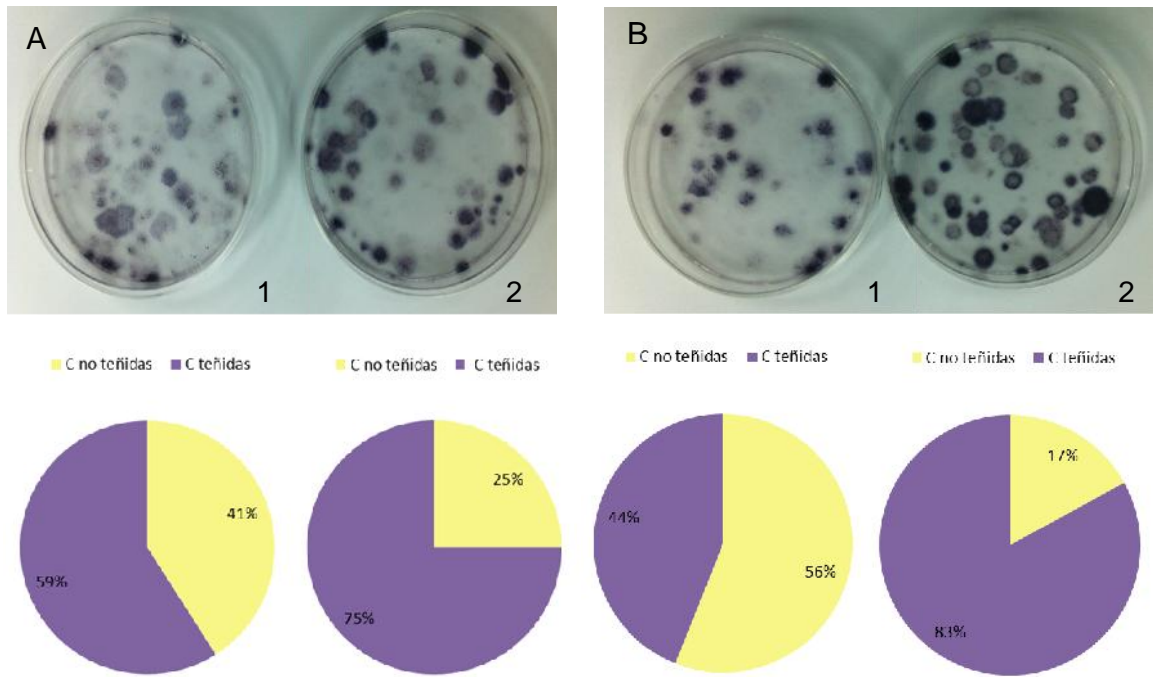 A
B
1
2
1
2
C no teñidas C teñidas
C no teñidas C teñidas
C no teñidas C teñidas
C no teñidas C teñidas
41%
59%
25%
75%
44%
56%
17%
83%